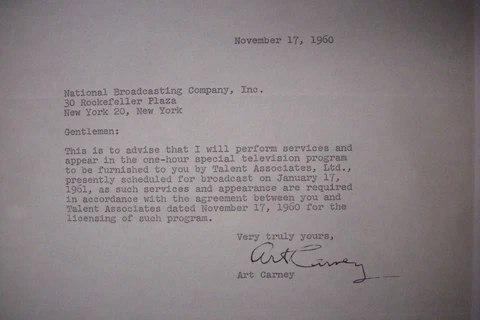 November 17, 1960
National Broadcasting Company, Inc.
30 Rockefeller Plaza
New York 20, New York
Gentlemen:
This is to advise that I will perform services and
appear in the one-hour special television program
to be furnished to you by Talent Associates, Ltd.,
presently scheduled for broadcast on January 17,
1961, as such services and appearance are required
in accordance with the agreement between you and
Talent Associates dated November 17, 1960 for the
licensing of such program.
Very truly yours,
Art Carney
Art Carney